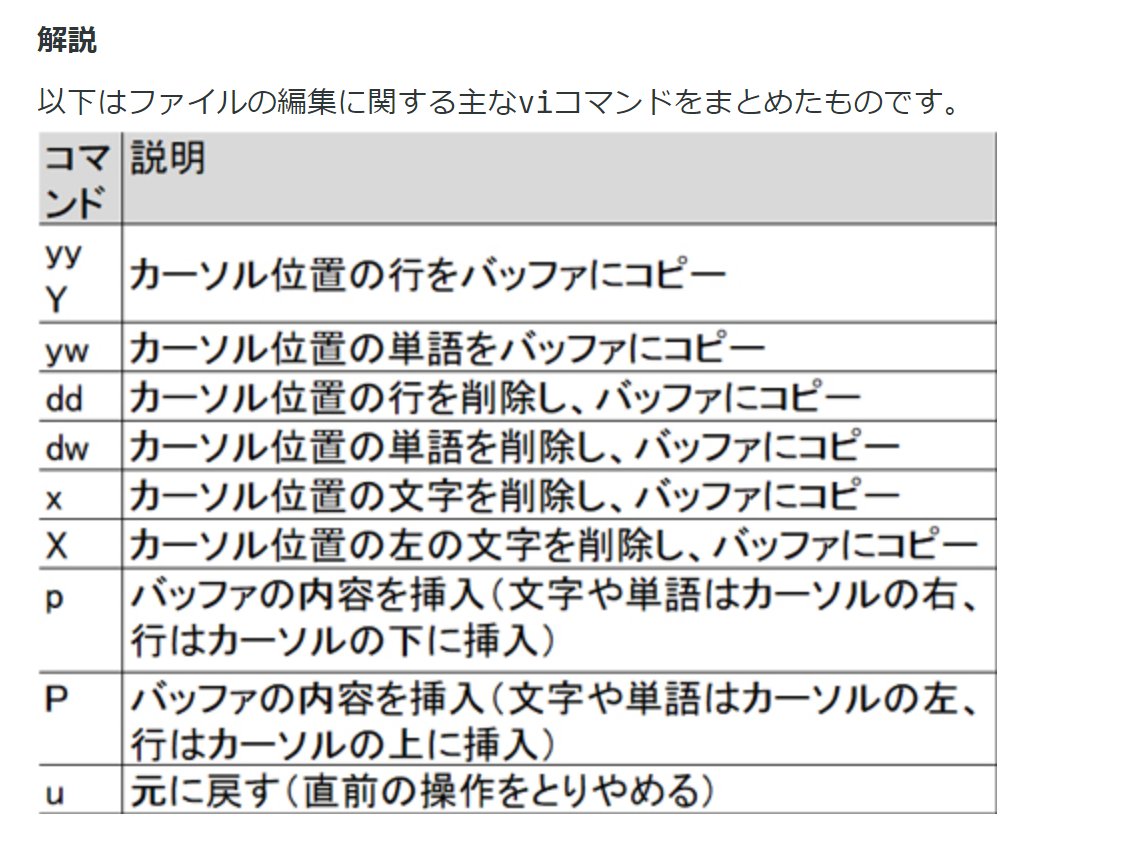 解説
以下はファイルの編集に関する主なviコマンドをまとめたものです。
コマ
ンド
説明
yy
Y
カーソル位置の行をバッファにコピー
yw
カーソル位置の単語をバッファにコピー
dd
カーソル位置の行を削除し、バッファにコピー
dw
カーソル位置の単語を削除し、バッファにコピー
x
カーソル位置の文字を削除し、バッファにコピー
X
カーソル位置の左の文字を削除し、バッファにコピー
p
バッファの内容を挿入(文字や単語はカーソルの右、
行はカーソルの下に挿入)
P
バッファの内容を挿入(文字や単語はカーソルの左、
行はカーソルの上に挿入)
u
元に戻す(直前の操作をとりやめる)